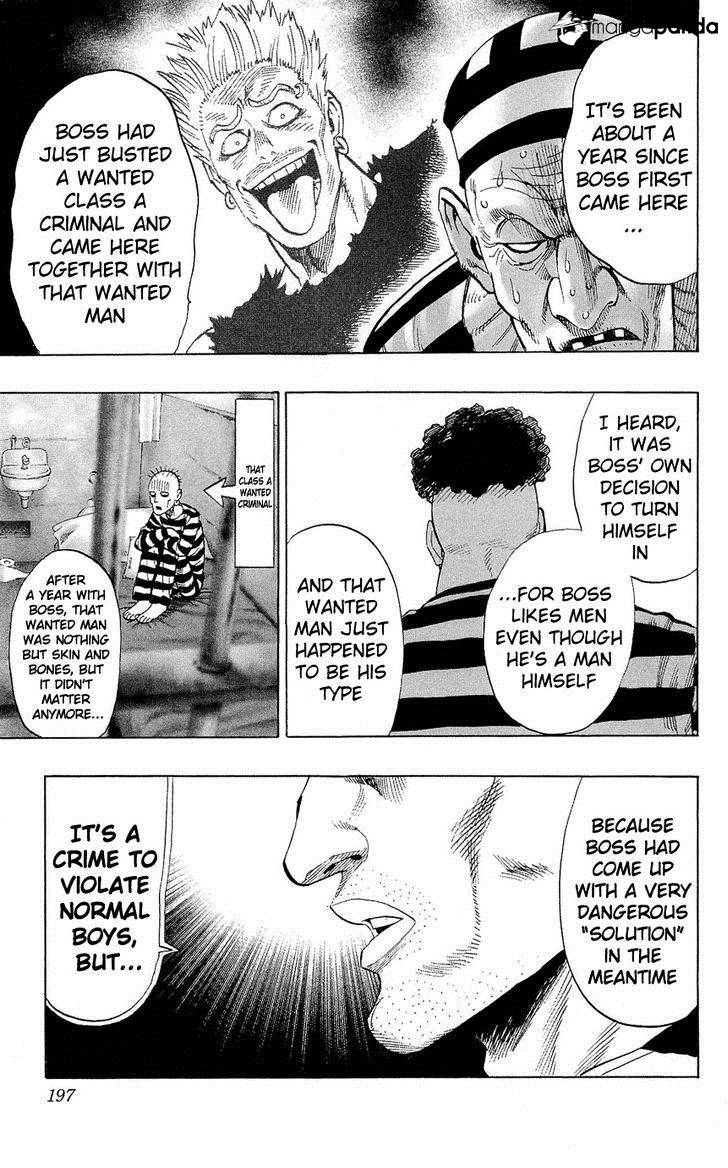 mangapanda
IT'S BEEN
ABOUT A
YEAR SINCE
BOSS FIRST
CAME HERE
...
BOSS HAD
JUST BUSTED
A WANTED
CLASS A
CRIMINAL AND
CAME HERE
TOGETHER WITH
THAT WANTED
MAN
I HEARD,
IT WAS
BOSS' OWN
DECISION
TO TURN
HIMSELF
IN
...FOR BOSS
LIKES MEN
EVEN THOUGH
HE'S A MAN
HIMSELF
AND THAT
WANTED
MAN JUST
HAPPENED
TO BE HIS
TYPE
THAT
CLASS A
WANTED
CRIMINAL
AFTER
A YEAR WITH
BOSS, THAT
WANTED MAN
WAS NOTHING
BUT SKIN AND
BONES, BUT
IT DIDN'T
MATTER
ANYMORE...
BECAUSE
BOSS HAD
COME UP
WITH A VERY
DANGEROUS
"SOLUTION"
IN THE
MEANTIME
IT'S A
CRIME TO
VIOLATE
NORMAL
BOYS,
BUT...
197